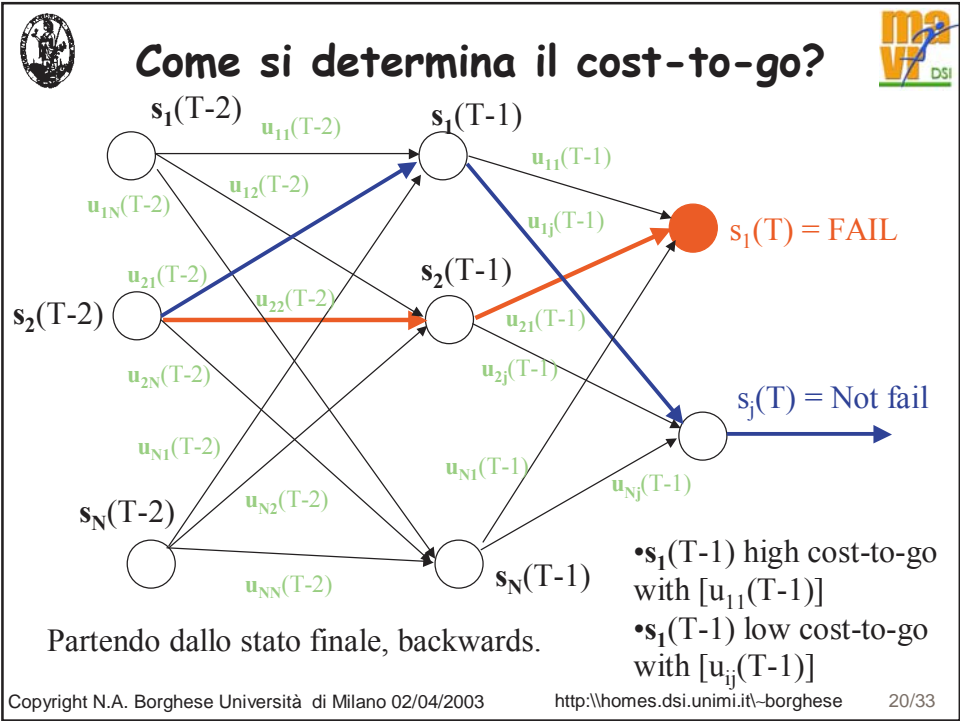 Come si determina il cost-to-go?
mavr DSI
s1(T-2)
u11(T-2)
s1(T-1)
u11(T-1)
u12(T-2)
u1N(T-2)
u1j(T-1)
s1(T) = FAIL
u21(T-2)
s2(T-1)
s2(T-2)
u22(T-2)
u21(T-1)
u2N(T-2)
u2j(T-1)
sj(T) = Not fail
uN1(T-2)
uN1(T-1)
uNj(T-1)
sN(T-2)
uN2(T-2)
uNN(T-2)
sN(T-1)
•s1(T-1) high cost-to-go
with [u11(T-1)]
•s1(T-1) low cost-to-go
with [uij(T-1)]
Partendo dallo stato finale, backwards.
Copyright N.A. Borghese Università di Milano 02/04/2003
http:\\homes.dsi.unimi.it\~borghese
20/33